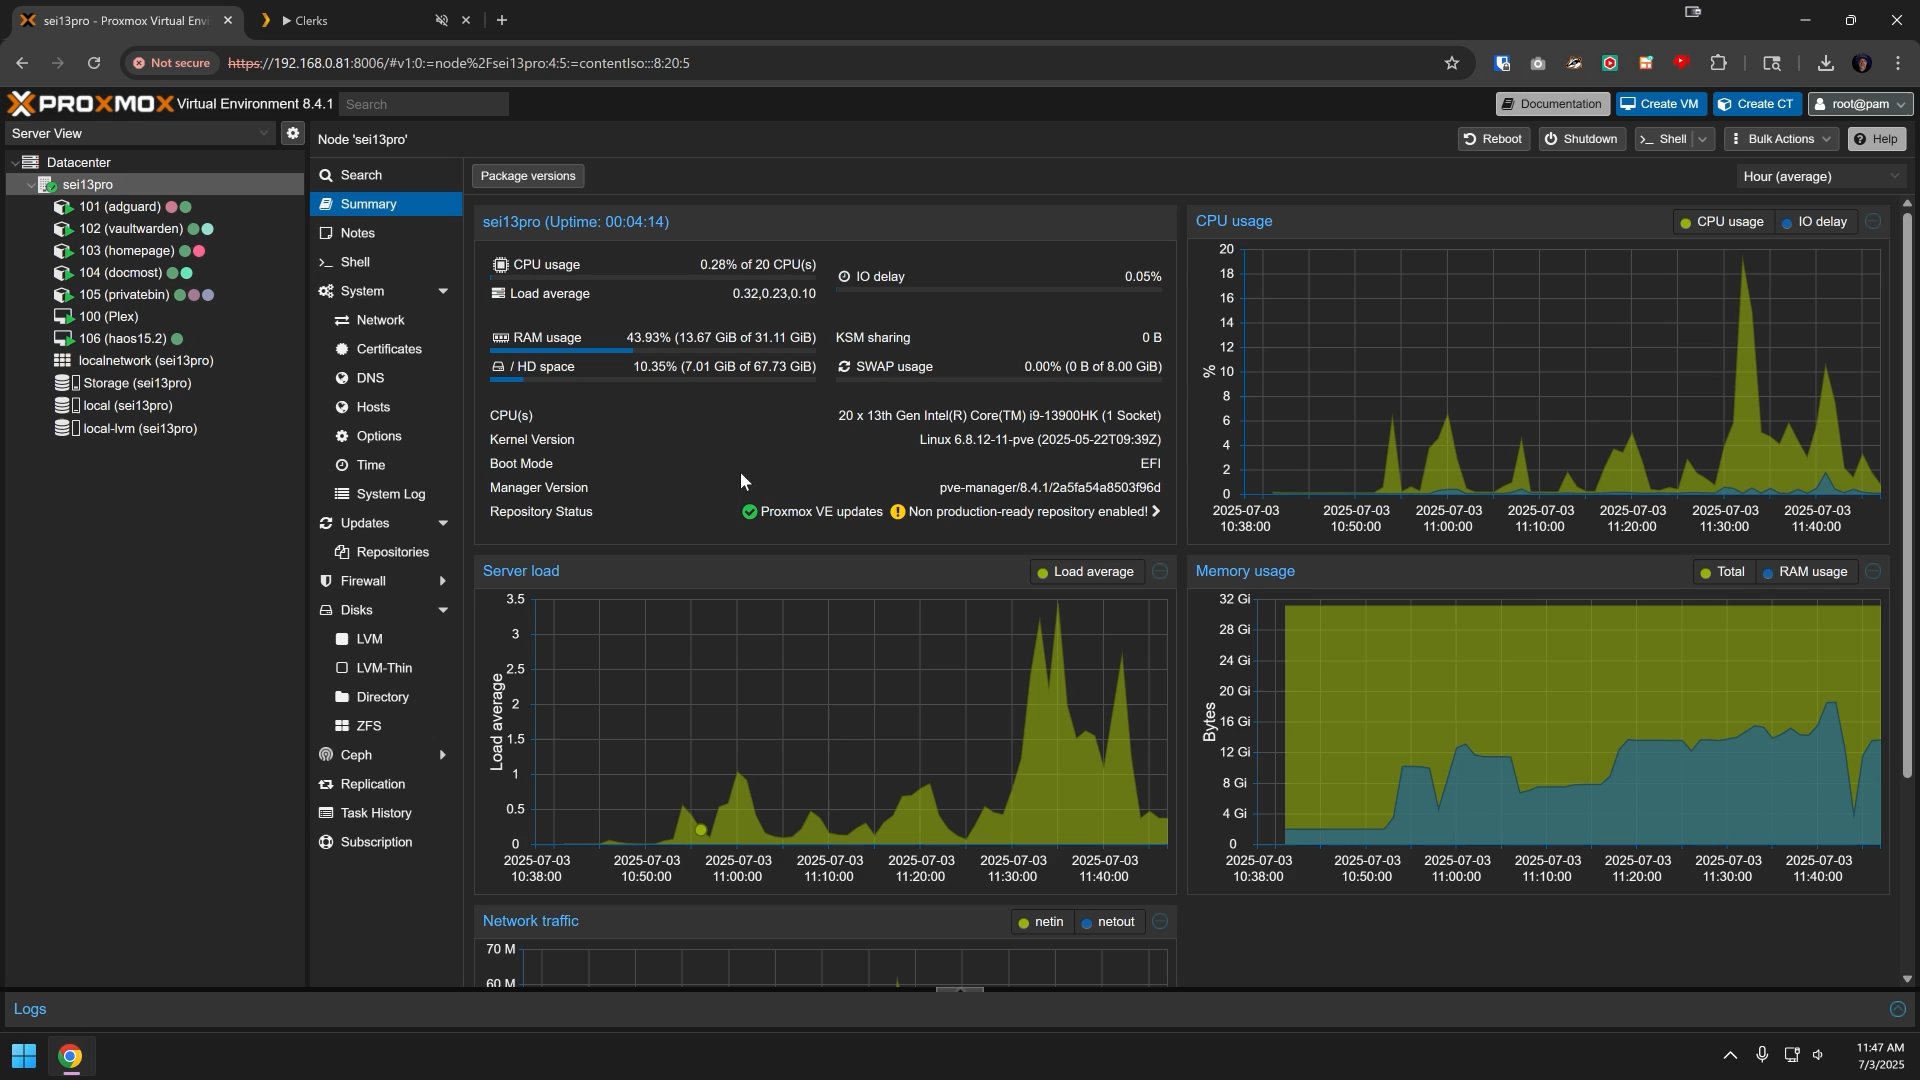 sei13pro - Proxmox Virtual Envi
▶ Clerks
Not secure
https://192.168.0.81:8006/#v1:0:=node%2Fsei13pro:4:5:=contentIso:::8:20:5
PROXMOX Virtual Environment 8.4.1
Search
Documentation
Create VM
Create CT
root@pam
Server View
Node 'sei13pro'
Reboot
Shutdown
Shell
Bulk Actions
Help
Datacenter
sei13pro
101 (adguard)
102 (vaultwarden)
103 (homepage)
104 (docmost)
105 (privatebin)
100 (Plex)
106 (haos15.2)
localnetwork (sei13pro)
Storage (sei13pro)
local (sei13pro)
local-lvm (sei13pro)
Search
Summary
Notes
Shell
System
Network
Certificates
DNS
Hosts
Options
Time
System Log
Updates
Repositories
Firewall
Disks
LVM
LVM-Thin
Directory
ZFS
Ceph
Replication
Task History
Subscription
Package versions
Hour (average)
sei13pro (Uptime: 00:04:14)
CPU usage 0.28% of 20 CPU(s)
IO delay 0.05%
Load average 0.32,0.23,0.10
RAM usage 43.93% (13.67 GiB of 31.11 GiB)
KSM sharing 0 B
/ HD space 10.35% (7.01 GiB of 67.73 GiB)
SWAP usage 0.00% (0 B of 8.00 GiB)
CPU(s) 20 x 13th Gen Intel(R) Core(TM) i9-13900HK (1 Socket)
Kernel Version Linux 6.8.12-11-pve (2025-05-22T09:39Z)
Boot Mode EFI
Manager Version pve-manager/8.4.1/2a5fa54a8503f96d
Repository Status Proxmox VE updates Non production-ready repository enabled!
CPU usage
CPU usage
IO delay
20
18
16
14
12
10
8
6
4
2
0
%
2025-07-03 2025-07-03 2025-07-03 2025-07-03 2025-07-03 2025-07-03 2025-07-03
10:38:00 10:50:00 11:00:00 11:10:00 11:20:00 11:30:00 11:40:00
Server load
Load average
3.5
3
2.5
2
1.5
1
0.5
0
Load average
2025-07-03 2025-07-03 2025-07-03 2025-07-03 2025-07-03 2025-07-03 2025-07-03
10:38:00 10:50:00 11:00:00 11:10:00 11:20:00 11:30:00 11:40:00
Memory usage
Total
RAM usage
32 Gi
28 Gi
24 Gi
20 Gi
16 Gi
12 Gi
8 Gi
4 Gi
0
Bytes
2025-07-03 2025-07-03 2025-07-03 2025-07-03 2025-07-03 2025-07-03 2025-07-03
10:38:00 10:50:00 11:00:00 11:10:00 11:20:00 11:30:00 11:40:00
Network traffic
netin
netout
70 M
60 M
Logs
11:47 AM
7/3/2025